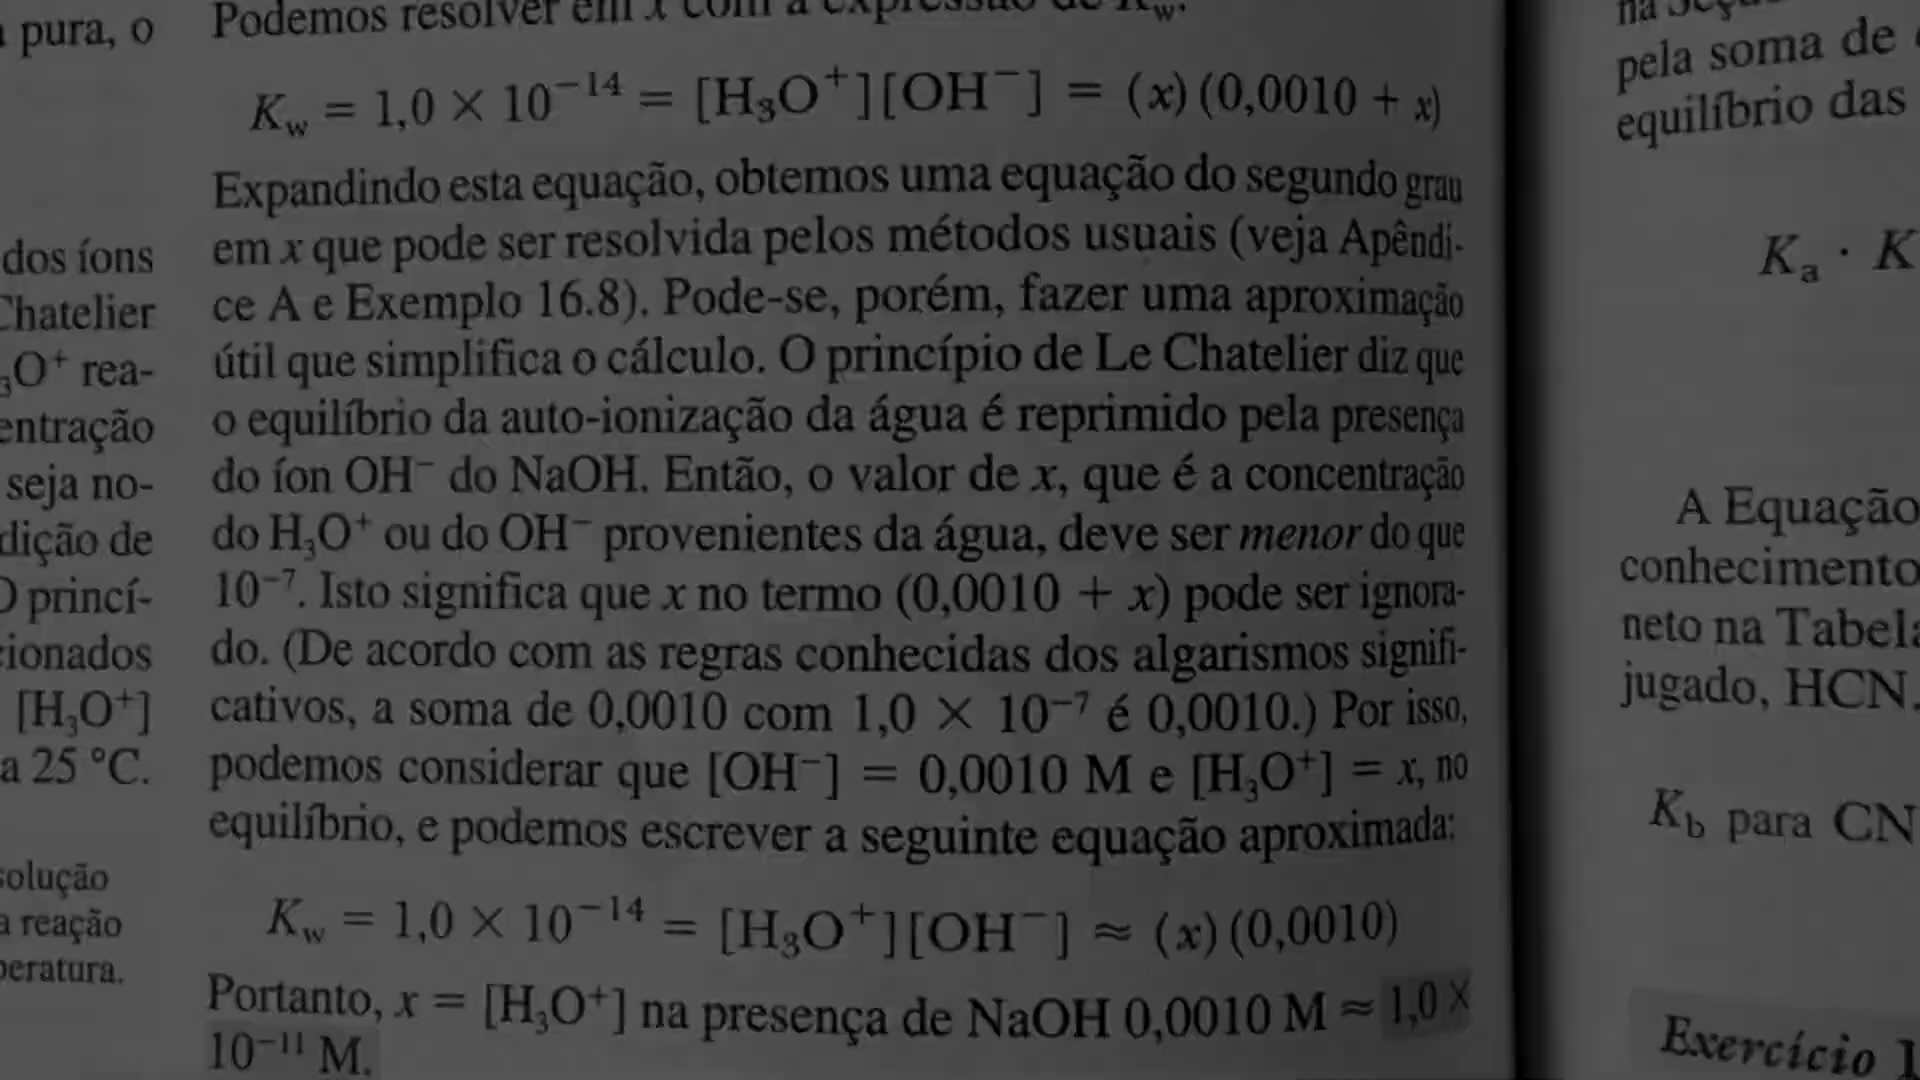 pura, o
dos íons
Chatelier
₃O⁺ rea-
entração
seja no-
dição de
O princí-
cionados
[H₃O⁺]
a 25 °C.
solução
a reação
peratura.
Podemos resolver em x com a expressão de K_w.
K_w = 1,0 × 10⁻¹⁴ = [H₃O⁺][OH⁻] = (x)(0,0010 + x)
Expandindo esta equação, obtemos uma equação do segundo grau
em x que pode ser resolvida pelos métodos usuais (veja Apêndi-
ce A e Exemplo 16.8). Pode-se, porém, fazer uma aproximação
útil que simplifica o cálculo. O princípio de Le Chatelier diz que
o equilíbrio da auto-ionização da água é reprimido pela presença
do íon OH⁻ do NaOH. Então, o valor de x, que é a concentração
do H₃O⁺ ou do OH⁻ provenientes da água, deve ser menor do que
10⁻⁷. Isto significa que x no termo (0,0010 + x) pode ser ignora-
do. (De acordo com as regras conhecidas dos algarismos signifi-
cativos, a soma de 0,0010 com 1,0 × 10⁻⁷ é 0,0010.) Por isso,
podemos considerar que [OH⁻] = 0,0010 M e [H₃O⁺] = x, no
equilíbrio, e podemos escrever a seguinte equação aproximada:
K_w = 1,0 × 10⁻¹⁴ = [H₃O⁺][OH⁻] ≈ (x)(0,0010)
Portanto, x = [H₃O⁺] na presença de NaOH 0,0010 M ≈ 1,0 ×
10⁻¹¹ M.
pela soma de
equilíbrio das
Kₐ · K
A Equação
conhecimento
neto na Tabela
jugado, HCN.
K_b para CN
Exercício 1